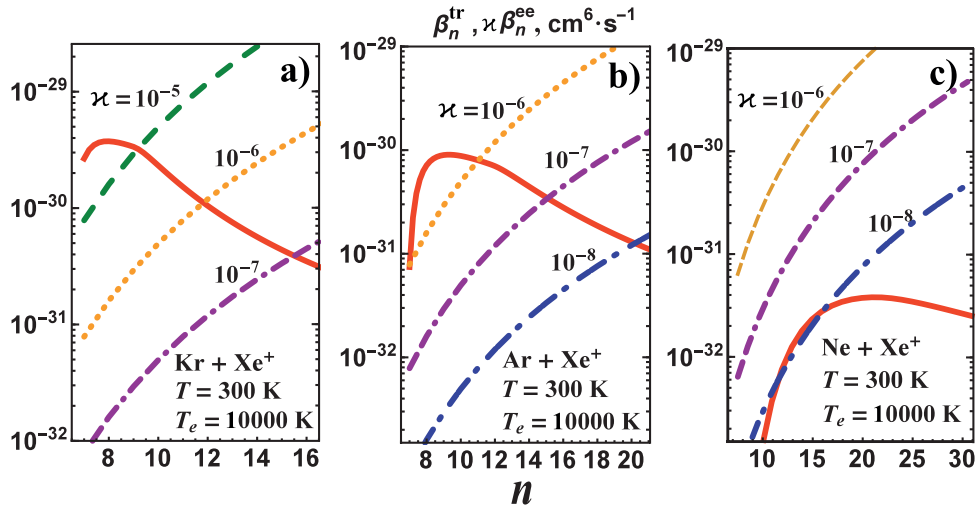 β_n^tr , ϰ β_n^ee, cm⁶·s⁻¹
a)
10⁻²⁹
10⁻³⁰
10⁻³¹
10⁻³²
ϰ = 10⁻⁵
10⁻⁶
10⁻⁷
Kr + Xe⁺
T = 300 K
T_e = 10000 K
8 10 12 14 16
b)
10⁻²⁹
10⁻³⁰
10⁻³¹
10⁻³²
ϰ = 10⁻⁶
10⁻⁷
10⁻⁸
Ar + Xe⁺
T = 300 K
T_e = 10000 K
6 8 10 12 14 16 18 20
c)
10⁻²⁹
10⁻³⁰
10⁻³¹
10⁻³²
ϰ = 10⁻⁶
10⁻⁷
10⁻⁸
Ne + Xe⁺
T = 300 K
T_e = 10000 K
10 15 20 25 30
n